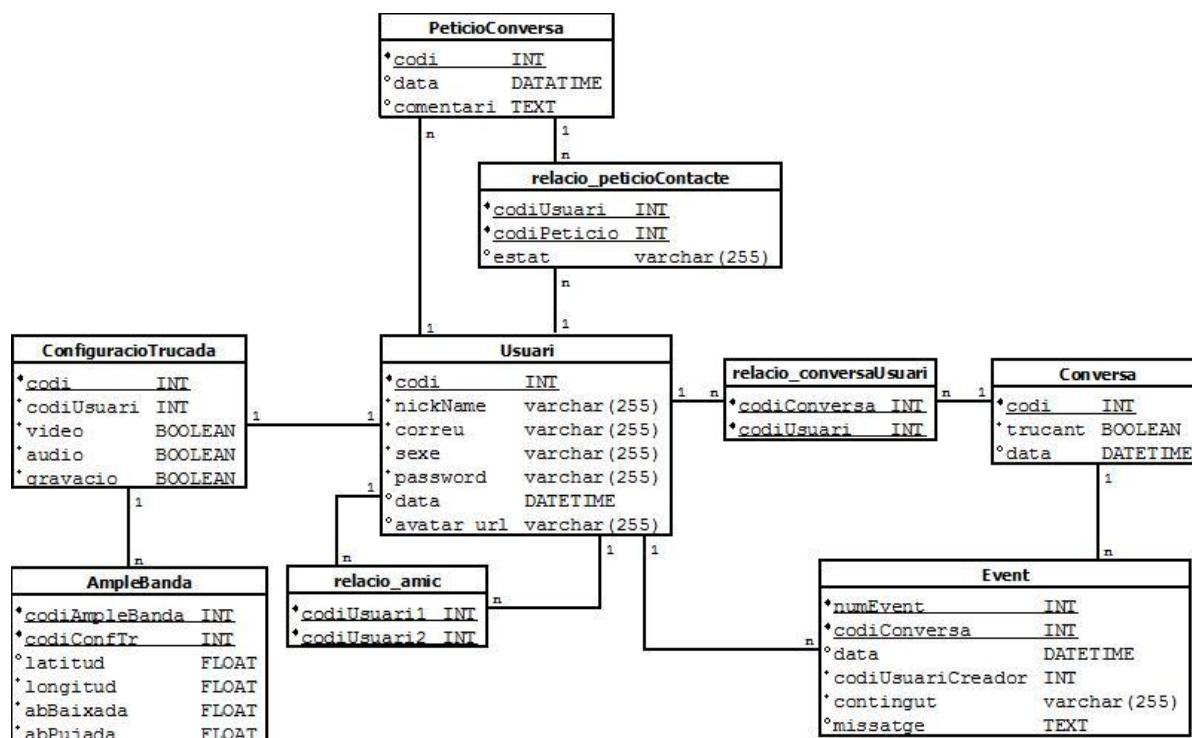 PeticioConversa
codi INT
data DATATIME
comentari TEXT
n
1
n
relacio_peticioContacte
codiUsuari INT
codiPeticio INT
estat varchar(255)
n
1
1
ConfiguracioTrucada
codi INT
codiUsuari INT
video BOOLEAN
audio BOOLEAN
gravacio BOOLEAN
1
1
1
n
Usuari
codi INT
nickName varchar(255)
correu varchar(255)
sexe varchar(255)
password varchar(255)
data DATETIME
avatar_url varchar(255)
1
n
relacio_conversaUsuari
codiConversa INT
codiUsuari INT
n
1
Conversa
codi INT
trucant BOOLEAN
data DATETIME
1
n
1
n
1
n
1
n
AmpleBanda
codiAmpleBanda INT
codiConfTr INT
latitud FLOAT
longitud FLOAT
abBaixada FLOAT
abPujada FLOAT
relacio_amic
codiUsuari1 INT
codiUsuari2 INT
Event
numEvent INT
codiConversa INT
data DATETIME
codiUsuariCreador INT
contingut varchar(255)
missatge TEXT